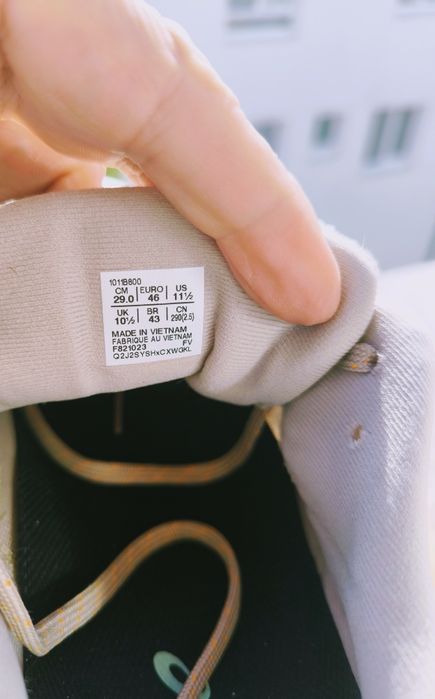 1011B800
CM 29.0 | EURO 46 | US 11½
UK 10½ | BR 43 | CN 290(2.5)
MADE IN VIETNAM
FABRIQUE AU VIETNAM
F821023 FV
Q2J2SYSHxCXWGKL